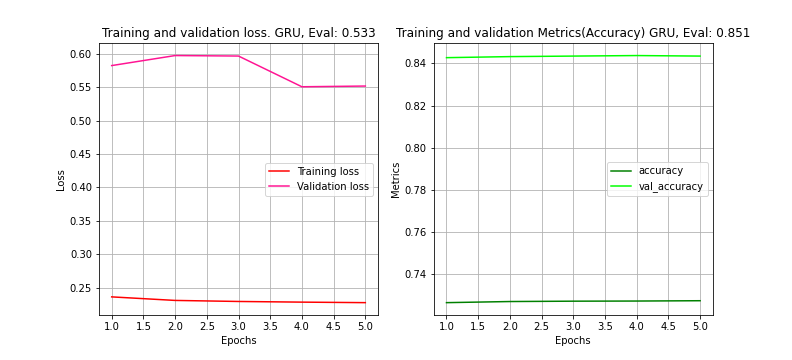 Training and validation loss. GRU, Eval: 0.533
0.60
0.55
0.50
0.45
0.40
0.35
0.30
0.25
Loss
Training loss
Validation loss
1.0 1.5 2.0 2.5 3.0 3.5 4.0 4.5 5.0
Epochs
Training and validation Metrics(Accuracy) GRU, Eval: 0.851
0.84
0.82
0.80
0.78
0.76
0.74
Metrics
accuracy
val_accuracy
1.0 1.5 2.0 2.5 3.0 3.5 4.0 4.5 5.0
Epochs